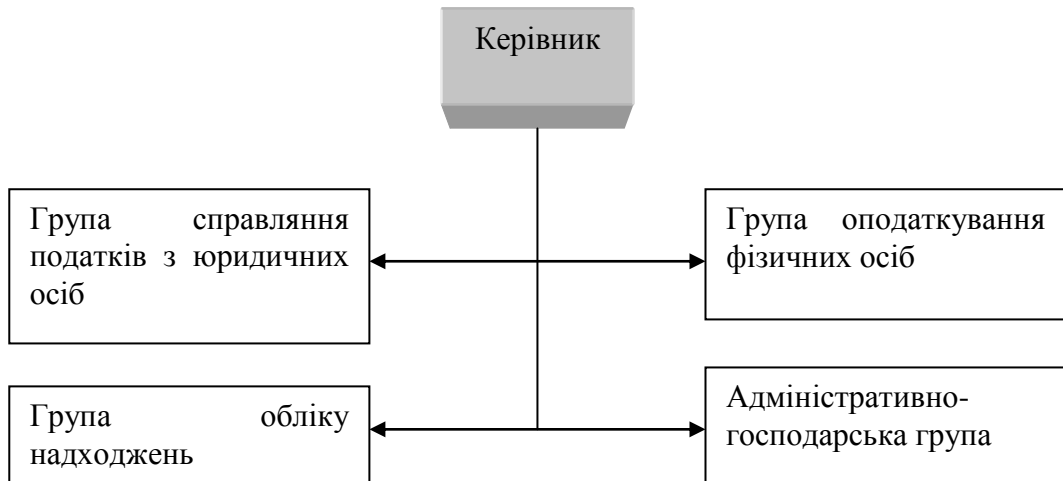 Керівник
Група справляння
податків з юридичних
осіб
Група оподаткування
фізичних осіб
Група обліку
надходжень
Адміністративно-
господарська група